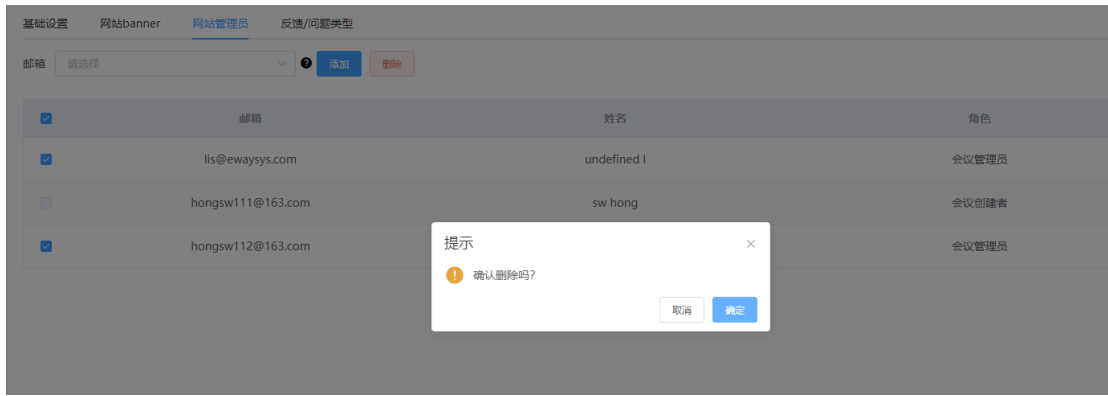 基础设置 网站banner 网站管理员 反馈/问题类型
邮箱 请选择 ? 添加 删除
邮箱 姓名 角色
lis@ewaysys.com undefined l 会议管理员
hongsw111@163.com sw hong 会议创建者
hongsw112@163.com 会议管理员
提示
! 确认删除吗?
取消 确定